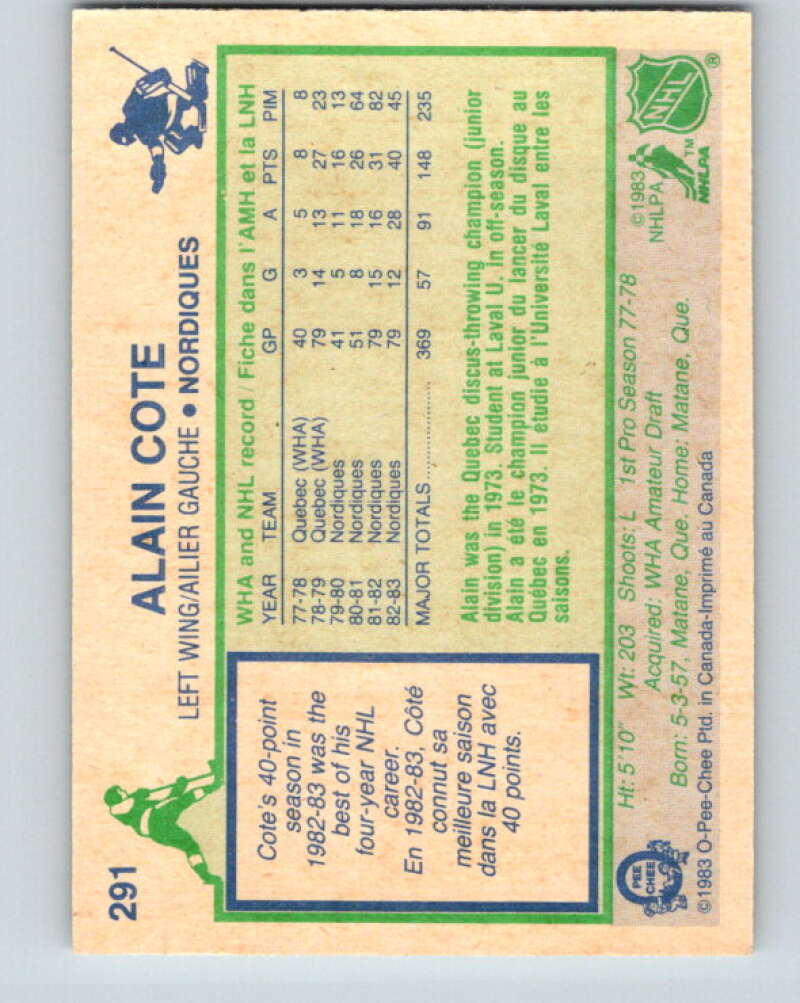 291
ALAIN COTE
LEFT WING/AILIER GAUCHE • NORDIQUES
Cote's 40-point
season in
1982-83 was the
best of his
four-year NHL
career.
En 1982-83, Côté
connut sa
meilleure saison
dans la LNH avec
40 points.
WHA and NHL record / Fiche dans l'AMH et la LNH
YEAR TEAM GP G A PTS PIM
77-78 Quebec (WHA) 40 3 5 8 8
78-79 Quebec (WHA) 79 14 13 27 23
79-80 Nordiques 41 5 11 16 13
80-81 Nordiques 51 8 18 26 64
81-82 Nordiques 79 15 16 31 82
82-83 Nordiques 79 12 28 40 45
MAJOR TOTALS .................. 369 57 91 148 235
Alain was the Quebec discus-throwing champion (junior
division) in 1973. Student at Laval U. in off-season.
Alain a été le champion junior du lancer du disque au
Québec en 1973. Il étudie à l'Université Laval entre les
saisons.
Ht: 5'10" Wt: 203 Shoots: L 1st Pro Season 77-78
Acquired: WHA Amateur Draft
Born: 5-3-57, Matane, Que. Home: Matane, Que.
©1983 O-Pee-Chee Ptd. in Canada-Imprimé au Canada
O PEE CHEE
©1983
NHLPA
NHLPA
TM
NHL
®